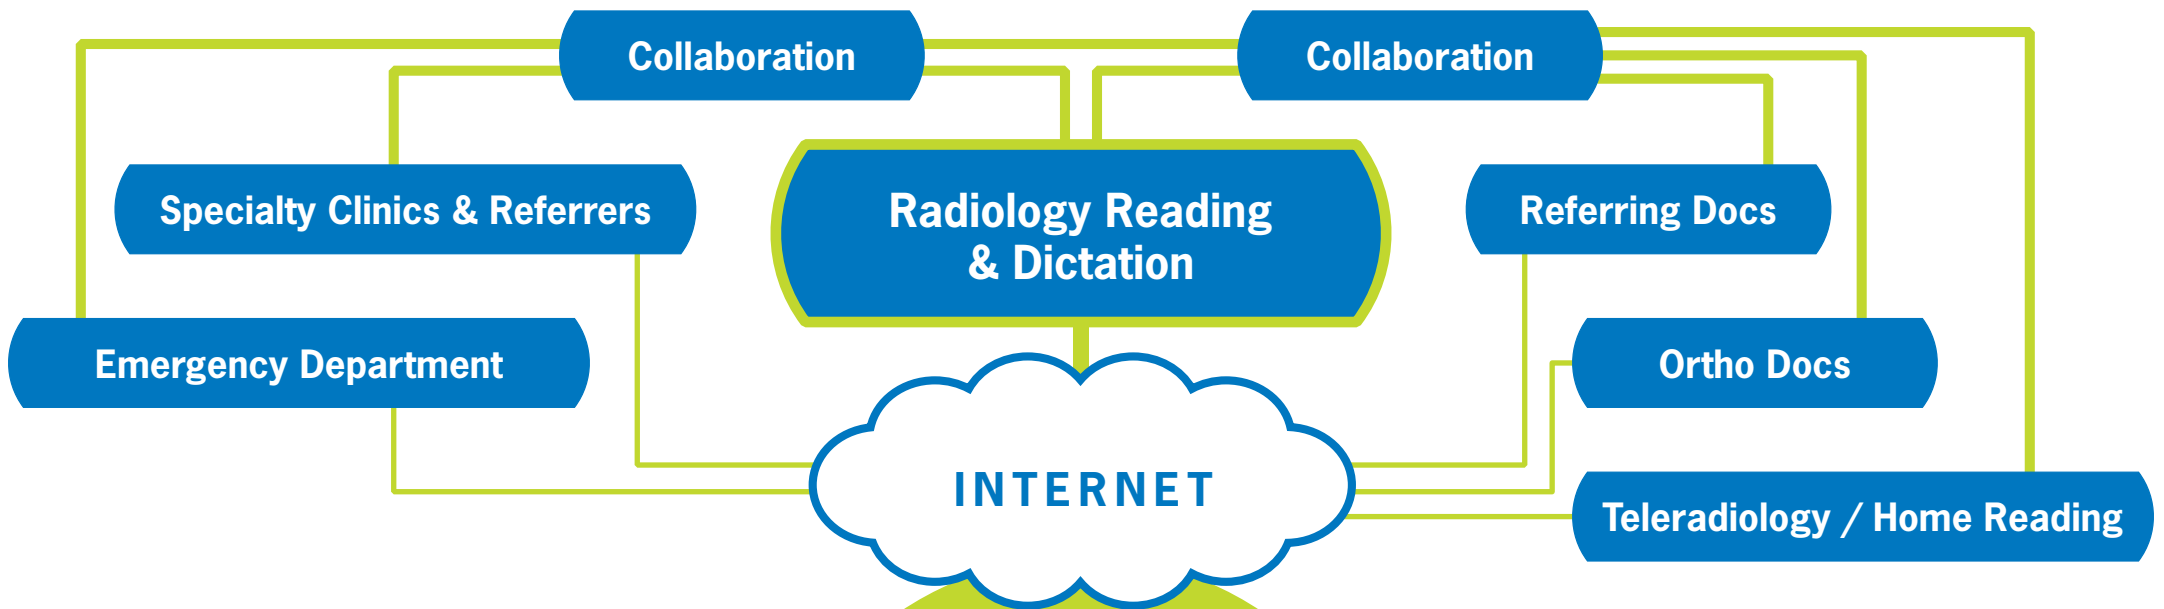 Collaboration
Collaboration
Specialty Clinics & Referrers
Radiology Reading
& Dictation
Referring Docs
Emergency Department
Ortho Docs
INTERNET
Teleradiology / Home Reading